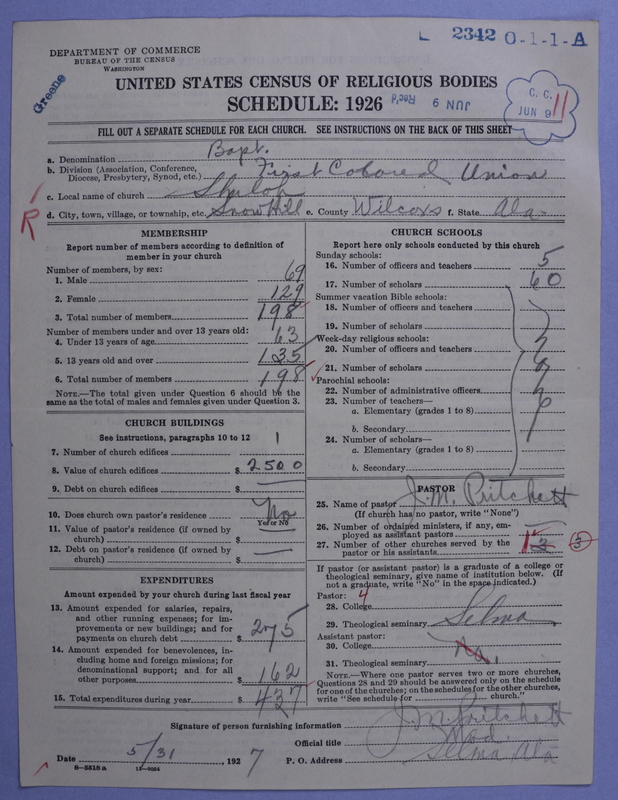 2342 O-1-1-A
DEPARTMENT OF COMMERCE
BUREAU OF THE CENSUS
WASHINGTON
Greene
UNITED STATES CENSUS OF RELIGIOUS BODIES
SCHEDULE: 1926
Rec'd JUN 9
C. C.
JUN 9 11
FILL OUT A SEPARATE SCHEDULE FOR EACH CHURCH. SEE INSTRUCTIONS ON THE BACK OF THIS SHEET
a. Denomination Bapt.
b. Division (Association, Conference, Diocese, Presbytery, Synod, etc.) First Colored Union
c. Local name of church Shiloh
d. City, town, village, or township, etc. Snow Hill e. County Wilcoxs f. State Ala.
R
MEMBERSHIP
Report number of members according to definition of
member in your church
Number of members, by sex:
1. Male 69
2. Female 129
3. Total number of members 198
Number of members under and over 13 years old:
4. Under 13 years of age 63
5. 13 years old and over 135
6. Total number of members 198
NOTE.—The total given under Question 6 should be the
same as the total of males and females given under Question 3.
CHURCH BUILDINGS
See instructions, paragraphs 10 to 12
7. Number of church edifices 1
8. Value of church edifices $ 2500
9. Debt on church edifices $
10. Does church own pastor's residence No
Yes or No
11. Value of pastor's residence (if owned by
church) $
12. Debt on pastor's residence (if owned by
church) $
EXPENDITURES
Amount expended by your church during last fiscal year
13. Amount expended for salaries, repairs,
and other running expenses; for im-
provements or new buildings; and for
payments on church debt $ 275
14. Amount expended for benevolences, in-
cluding home and foreign missions; for
denominational support; and for all
other purposes $ 162
15. Total expenditures during year $ 437
CHURCH SCHOOLS
Report here only schools conducted by this church
Sunday schools:
16. Number of officers and teachers 5
17. Number of scholars 60
Summer vacation Bible schools:
18. Number of officers and teachers
19. Number of scholars
Week-day religious schools:
20. Number of officers and teachers
21. Number of scholars
Parochial schools:
22. Number of administrative officers
23. Number of teachers—
a. Elementary (grades 1 to 8)
b. Secondary
24. Number of scholars—
a. Elementary (grades 1 to 8)
b. Secondary
PASTOR
25. Name of pastor J.M. Pritchett
(If church has no pastor, write "None")
26. Number of ordained ministers, if any, em-
ployed as assistant pastors
27. Number of other churches served by the
pastor or his assistants 3
If pastor (or assistant pastor) is a graduate of a college or
theological seminary, give name of institution below. (If
not a graduate, write "No" in the space indicated.)
Pastor: 4
28. College
29. Theological seminary Selma
Assistant pastor:
30. College No.
31. Theological seminary
NOTE.—Where one pastor serves two or more churches,
Questions 28 and 29 should be answered only on the schedule
for one of the churches; on the schedules for the other churches,
write "See schedule for church."
Signature of person furnishing information J.M. Pritchett
Official title Mod.
Date 5/31, 1927 P. O. Address Selma Ala
8—5518a 11—9034